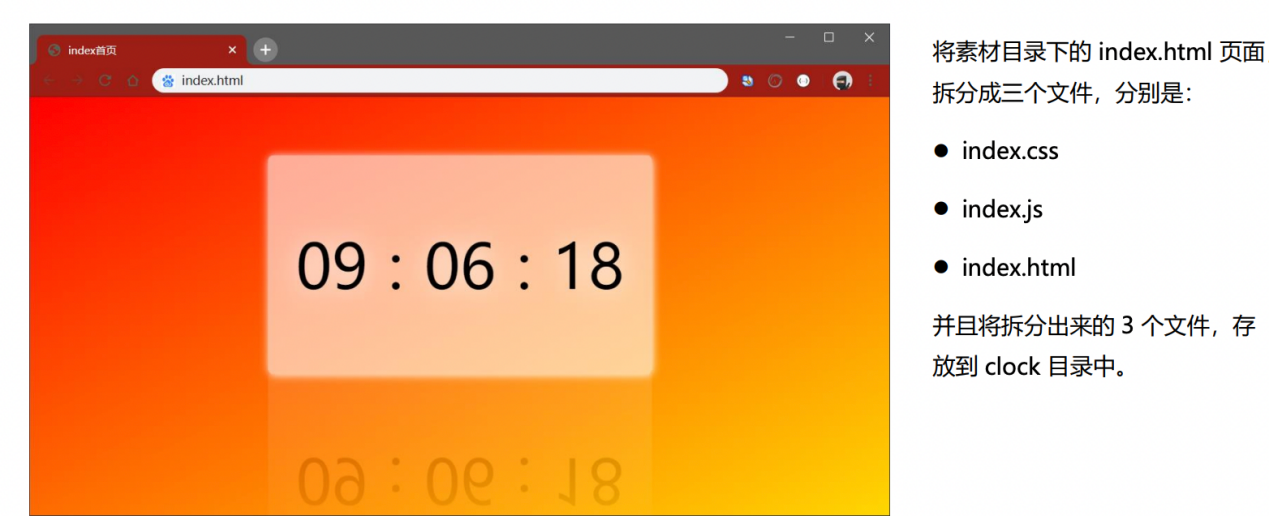 index首页
index.html
09 : 06 : 18
09 : 06 : 18
将素材目录下的 index.html 页面
拆分成三个文件，分别是：
● index.css
● index.js
● index.html
并且将拆分出来的 3 个文件，存
放到 clock 目录中。